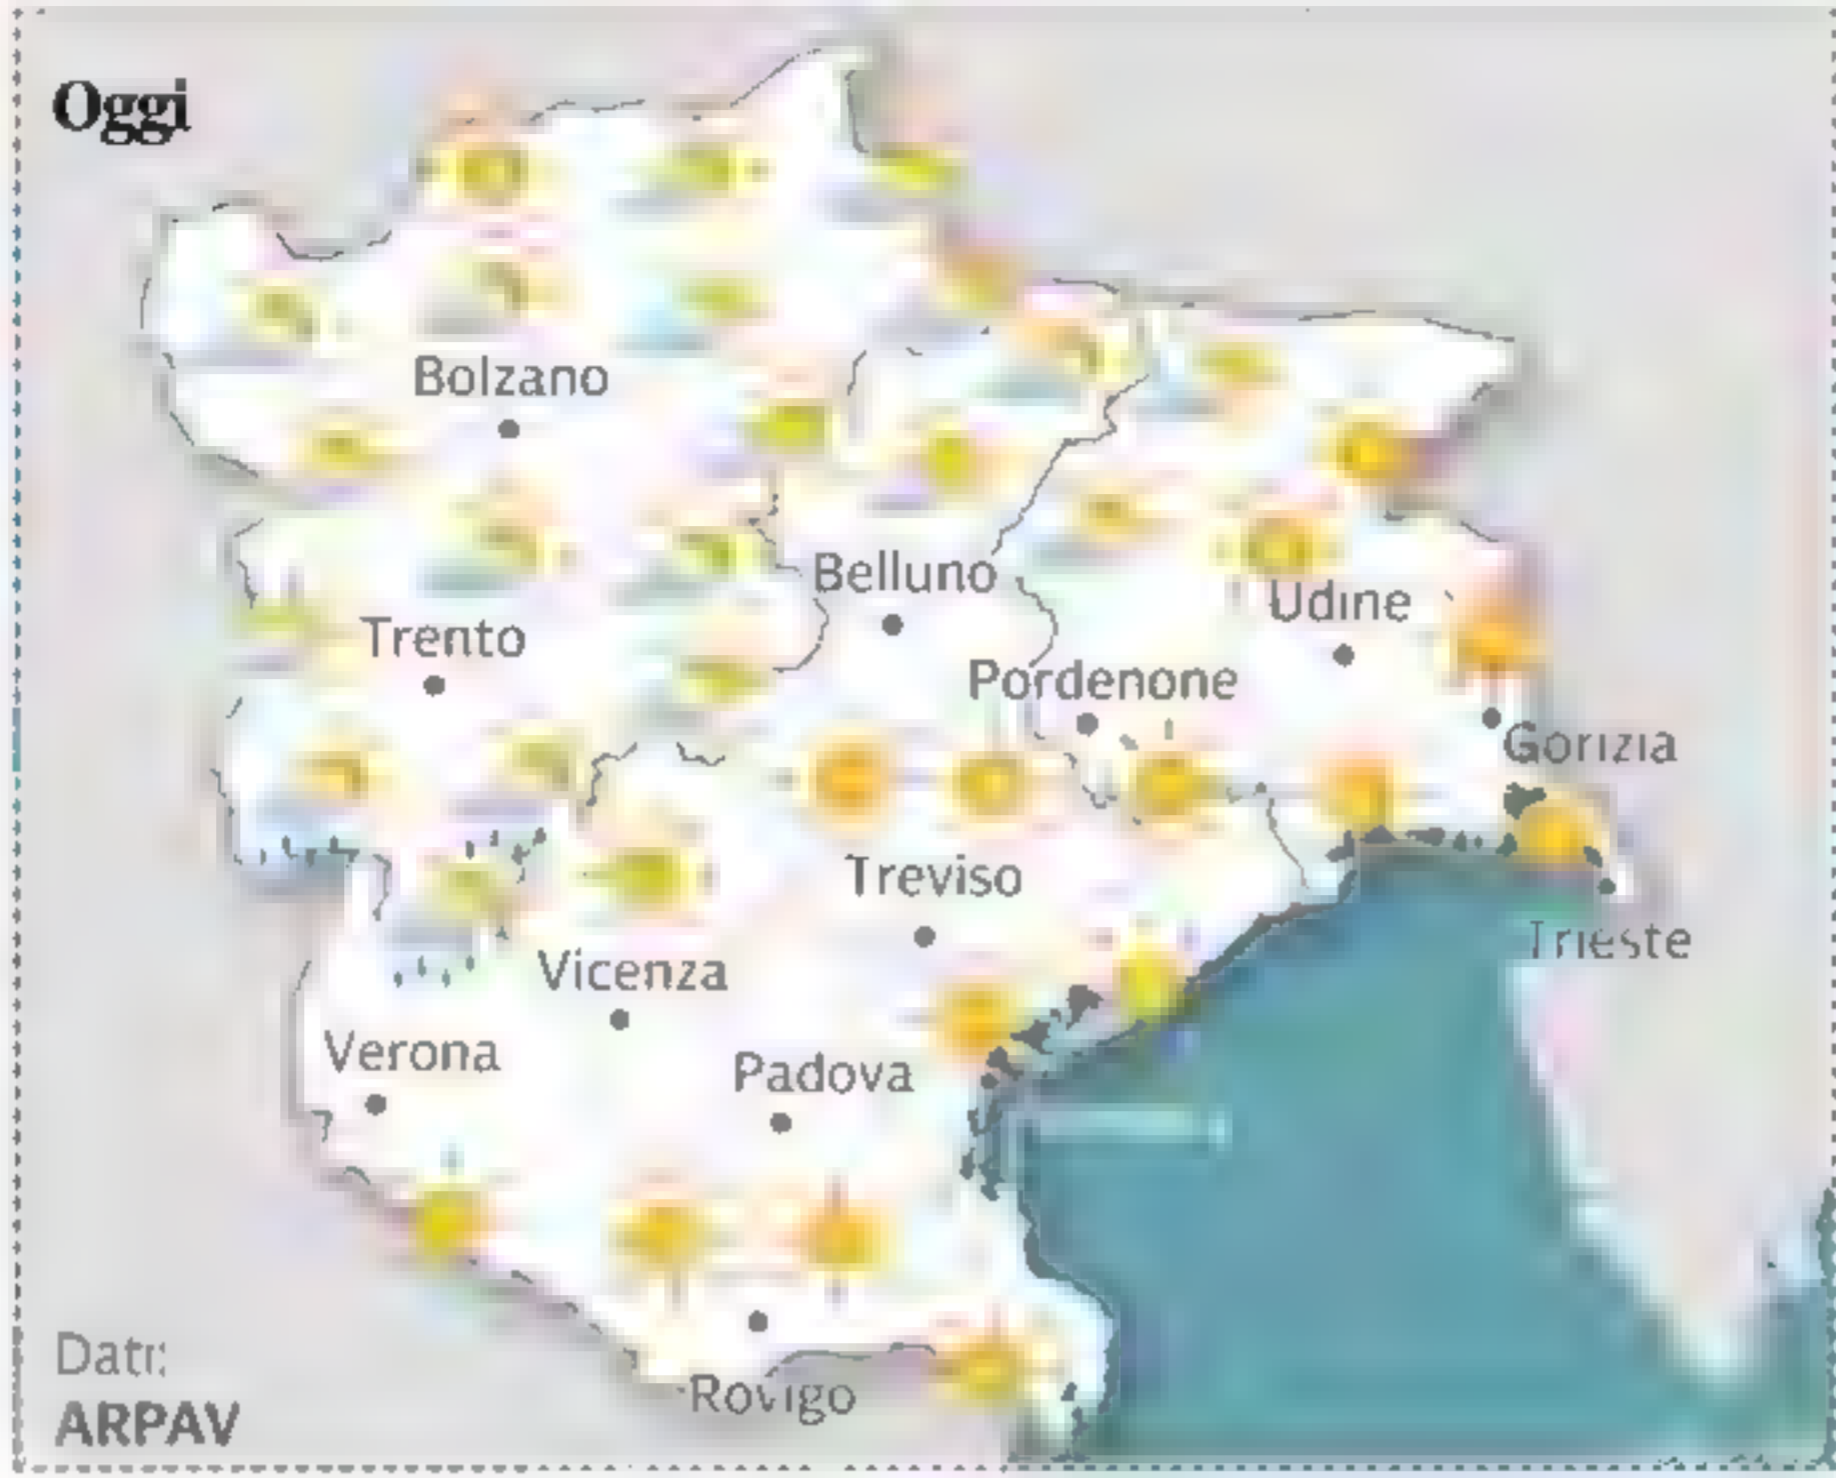 Oggi
Bolzano
Belluno
Udine
Trento
Pordenone
Gorizia
Treviso
Trieste
Vicenza
Verona
Padova
Dati:
Rovigo
ARPAV